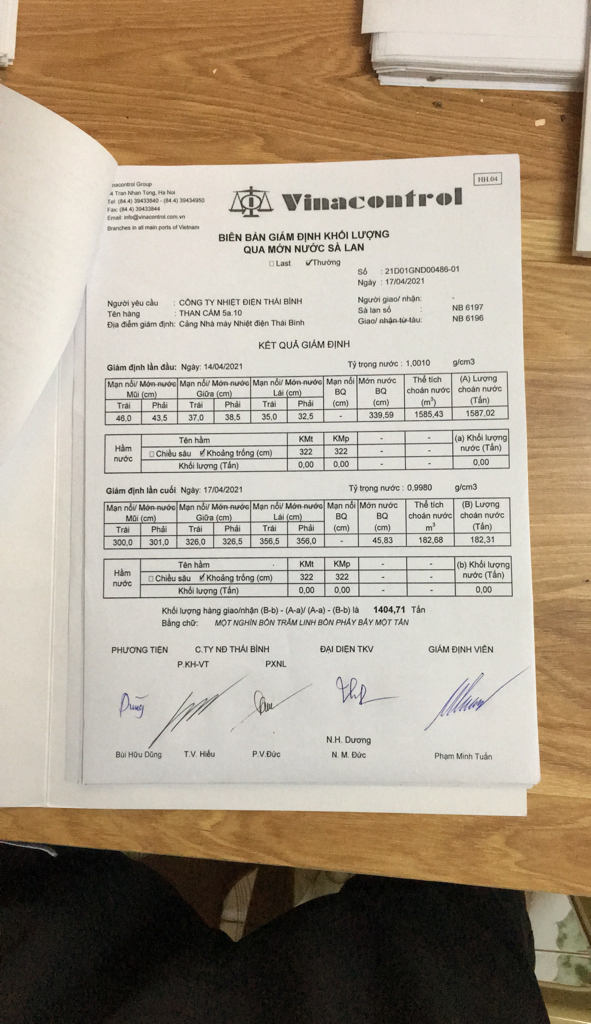 nacontrol Group
4 Tran Nhan Tong, Ha Noi
Tel: (84.4) 39433840 - (84.4) 39434950
Fax: (84.4) 39433844
Email: info@vinacontrol.com.vn
Branches in all main ports of Vietnam
Vinacontrol
HH.04
BIÊN BẢN GIÁM ĐỊNH KHỐI LƯỢNG
QUA MỚN NƯỚC SÀ LAN
Last ✓Thường
Số : 21D01GND00486-01
Ngày : 17/04/2021
Người yêu cầu : CÔNG TY NHIỆT ĐIỆN THÁI BÌNH
Người giao/ nhận: -
Tên hàng : THAN CÁM 5a.10
Sà lan số : NB 6197
Địa điểm giám định: Cảng Nhà máy Nhiệt điện Thái Bình
Giao/ nhận từ tàu: NB 6196
KẾT QUẢ GIÁM ĐỊNH
Giám định lần đầu: Ngày: 14/04/2021 Tỷ trọng nước : 1,0010 g/cm3
Mạn nổi/ Mớn nước Mũi (cm) Mạn nổi/ Mớn nước Giữa (cm) Mạn nổi/ Mớn nước Lái (cm) Mạn nổi BQ (cm) Mớn nước BQ (cm) Thể tích choán nước (m³) (A) Lượng choán nước (Tấn)
Trái Phải Trái Phải Trái Phải
46,0 43,5 37,0 38,5 35,0 32,5 - 339,59 1585,43 1587,02
Hầm nước Tên hầm KMt KMp - - (a) Khối lượng nước (Tấn)
Chiều sâu ✓Khoảng trống (cm) 322 322 - -
Khối lượng (Tấn) 0,00 0,00 - - 0,00
Giám định lần cuối: Ngày: 17/04/2021 Tỷ trọng nước : 0,9980 g/cm3
Mạn nổi/ Mớn nước Mũi (cm) Mạn nổi/ Mớn nước Giữa (cm) Mạn nổi/ Mớn nước Lái (cm) Mạn nổi BQ (cm) Mớn nước BQ (cm) Thể tích choán nước m³ (B) Lượng choán nước (Tấn)
Trái Phải Trái Phải Trái Phải
300,0 301,0 326,0 326,5 356,5 356,0 - 45,83 182,68 182,31
Hầm nước Tên hầm KMt KMp - - (b) Khối lượng nước (Tấn)
Chiều sâu ✓Khoảng trống (cm) 322 322 - -
Khối lượng (Tấn) 0,00 0,00 - - 0,00
Khối lượng hàng giao/nhận (B-b) - (A-a)/ (A-a) - (B-b) là 1404,71 Tấn
Bằng chữ: MỘT NGHÌN BỐN TRĂM LINH BỐN PHẨY BẢY MỘT TẤN
PHƯƠNG TIỆN C.TY NĐ THÁI BÌNH ĐẠI DIỆN TKV GIÁM ĐỊNH VIÊN
P.KH-VT PXNL
Dũng
N.H. Dương
Bùi Hữu Dũng T.V. Hiếu P.V.Đức N. M. Đức Phạm Minh Tuấn